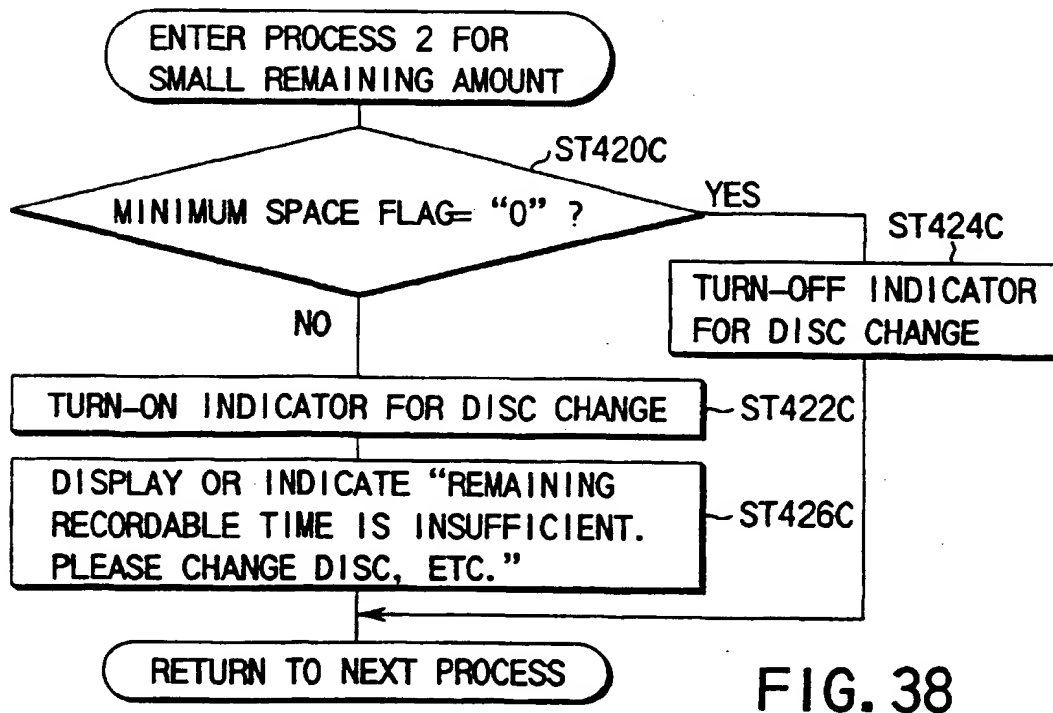 ENTER PROCESS 2 FOR
SMALL REMAINING AMOUNT
ST420C
MINIMUM SPACE FLAG= “0” ?
YES
ST424C
TURN-OFF INDICATOR
FOR DISC CHANGE
NO
TURN-ON INDICATOR FOR DISC CHANGE
ST422C
DISPLAY OR INDICATE “REMAINING
RECORDABLE TIME IS INSUFFICIENT.
PLEASE CHANGE DISC, ETC.”
ST426C
RETURN TO NEXT PROCESS
FIG. 38